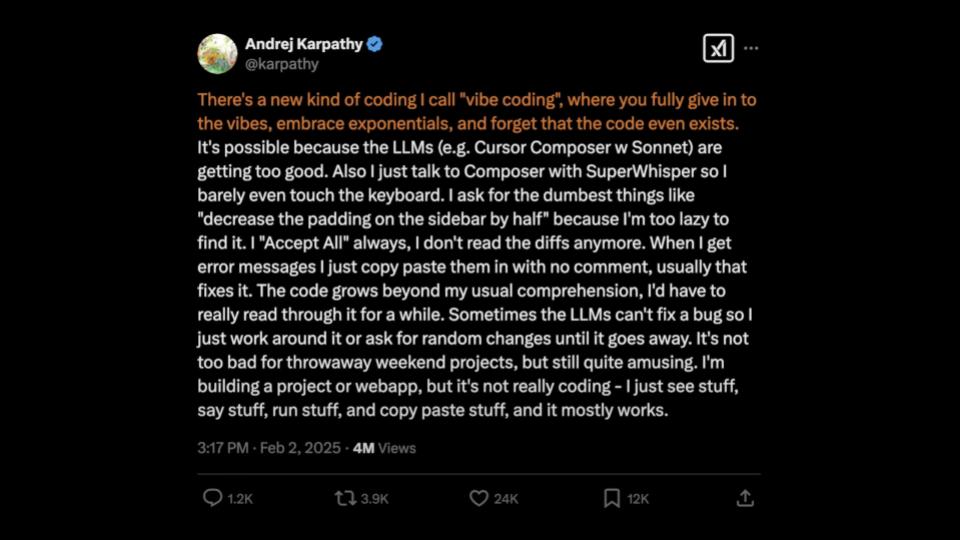 Andrej Karpathy
@karpathy
There's a new kind of coding I call "vibe coding", where you fully give in to
the vibes, embrace exponentials, and forget that the code even exists.
It's possible because the LLMs (e.g. Cursor Composer w Sonnet) are
getting too good. Also I just talk to Composer with SuperWhisper so I
barely even touch the keyboard. I ask for the dumbest things like
"decrease the padding on the sidebar by half" because I'm too lazy to
find it. I "Accept All" always, I don't read the diffs anymore. When I get
error messages I just copy paste them in with no comment, usually that
fixes it. The code grows beyond my usual comprehension, I'd have to
really read through it for a while. Sometimes the LLMs can't fix a bug so I
just work around it or ask for random changes until it goes away. It's not
too bad for throwaway weekend projects, but still quite amusing. I'm
building a project or webapp, but it's not really coding - I just see stuff,
say stuff, run stuff, and copy paste stuff, and it mostly works.
3:17 PM · Feb 2, 2025 · 4M Views
1.2K 3.9K 24K 12K